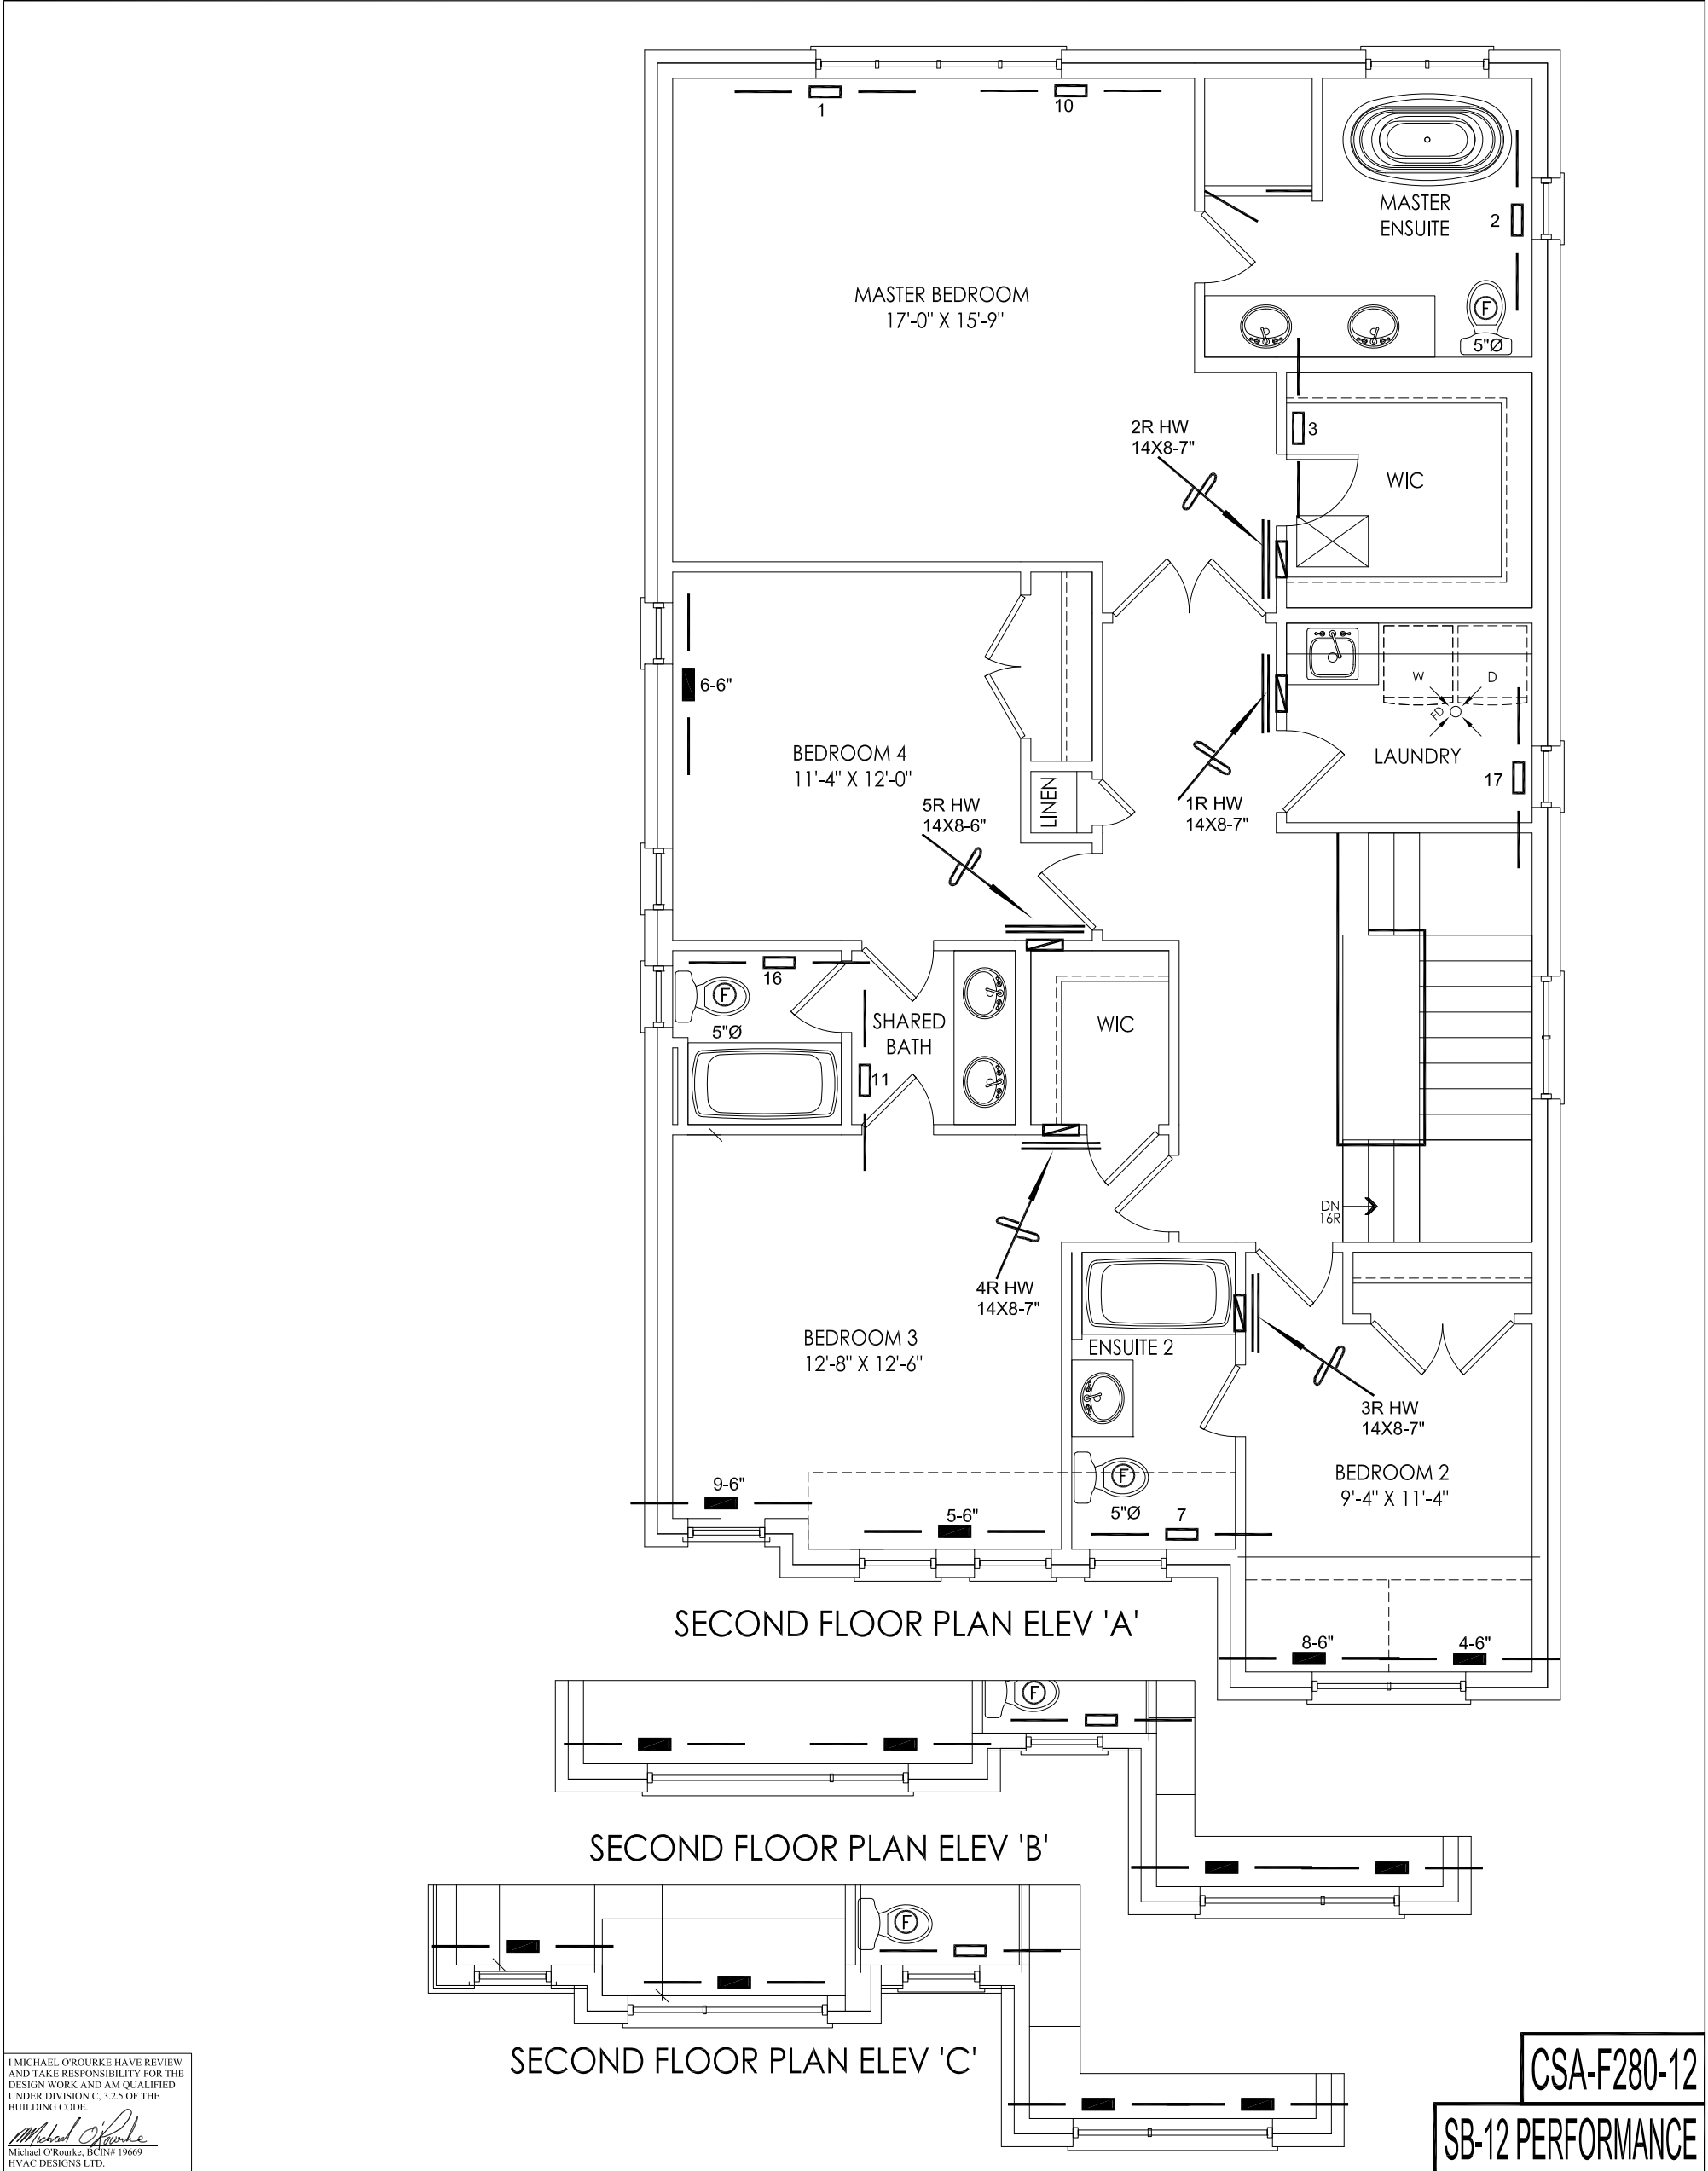 1
10
MASTER
ENSUITE
2
MASTER BEDROOM
17'-0" X 15'-9"
F
5"Ø
2R HW
14X8-7"
3
WIC
6-6"
W
D
FD
BEDROOM 4
11'-4" X 12'-0"
LAUNDRY
17
LINEN
5R HW
14X8-6"
1R HW
14X8-7"
16
F
5"Ø
SHARED
BATH
WIC
11
DN
16R
4R HW
14X8-7"
BEDROOM 3
12'-8" X 12'-6"
ENSUITE 2
3R HW
14X8-7"
BEDROOM 2
9'-4" X 11'-4"
9-6"
F
5"Ø
7
5-6"
SECOND FLOOR PLAN ELEV 'A'
8-6"
4-6"
F
SECOND FLOOR PLAN ELEV 'B'
F
SECOND FLOOR PLAN ELEV 'C'
I MICHAEL O'ROURKE HAVE REVIEW
AND TAKE RESPONSIBILITY FOR THE
DESIGN WORK AND AM QUALIFIED
UNDER DIVISION C, 3.2.5 OF THE
BUILDING CODE.
Michael O'Rourke
Michael O'Rourke, BCIN# 19669
HVAC DESIGNS LTD.
CSA-F280-12
SB-12 PERFORMANCE